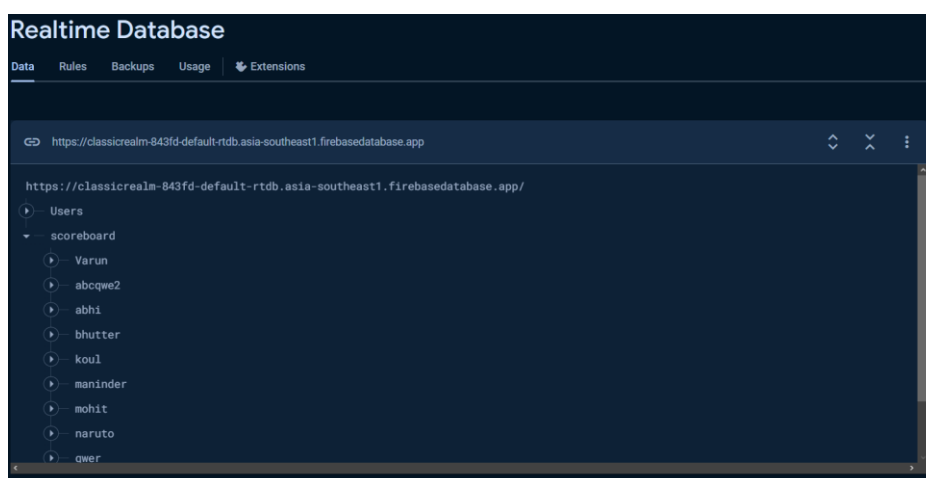 Realtime Database
Data Rules Backups Usage Extensions
https://classicrealm-843fd-default-rtdb.asia-southeast1.firebasedatabase.app
https://classicrealm-843fd-default-rtdb.asia-southeast1.firebasedatabase.app/
Users
scoreboard
Varun
abcqwe2
abhi
bhutter
koul
maninder
mohit
naruto
qwer